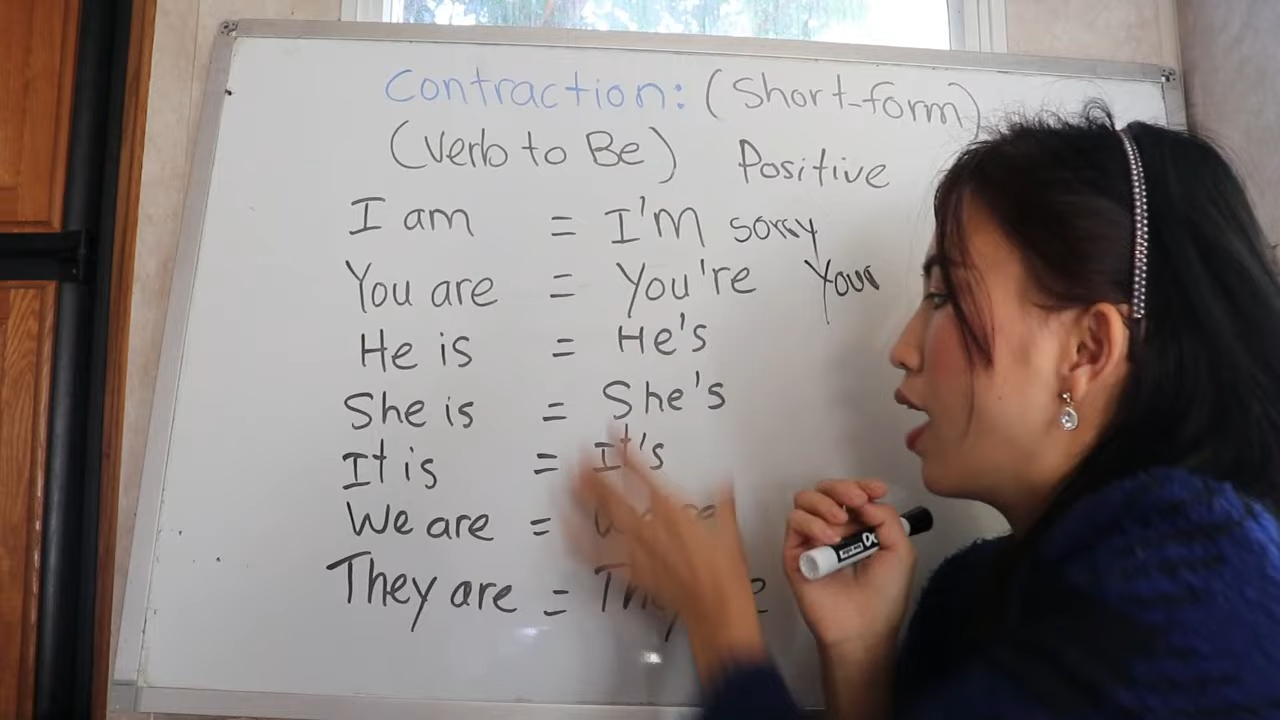 Contraction: (Short-form)
(Verb to Be) Positive
I am = I'M sorry
You are = You're Your
He is = He's
She is = She's
It is = It's
We are =
They are =